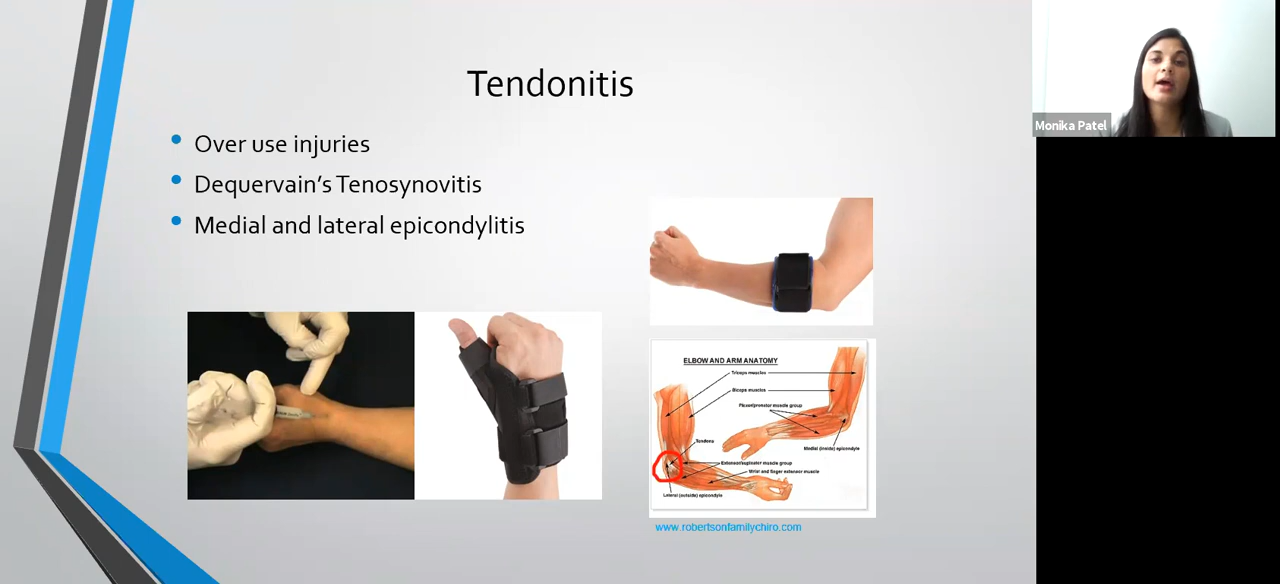 Tendonitis
Over use injuries
Dequervain’s Tenosynovitis
Medial and lateral epicondylitis
Monika Patel
ELBOW AND ARM ANATOMY
Triceps muscles
Biceps muscles
Flexor/pronator muscle group
Medial (inside) epicondyle
Tendons
Extensor/supinator muscle group
Wrist and finger extensor muscle
Lateral (outside) epicondyle
www.robertsonfamilychiro.com